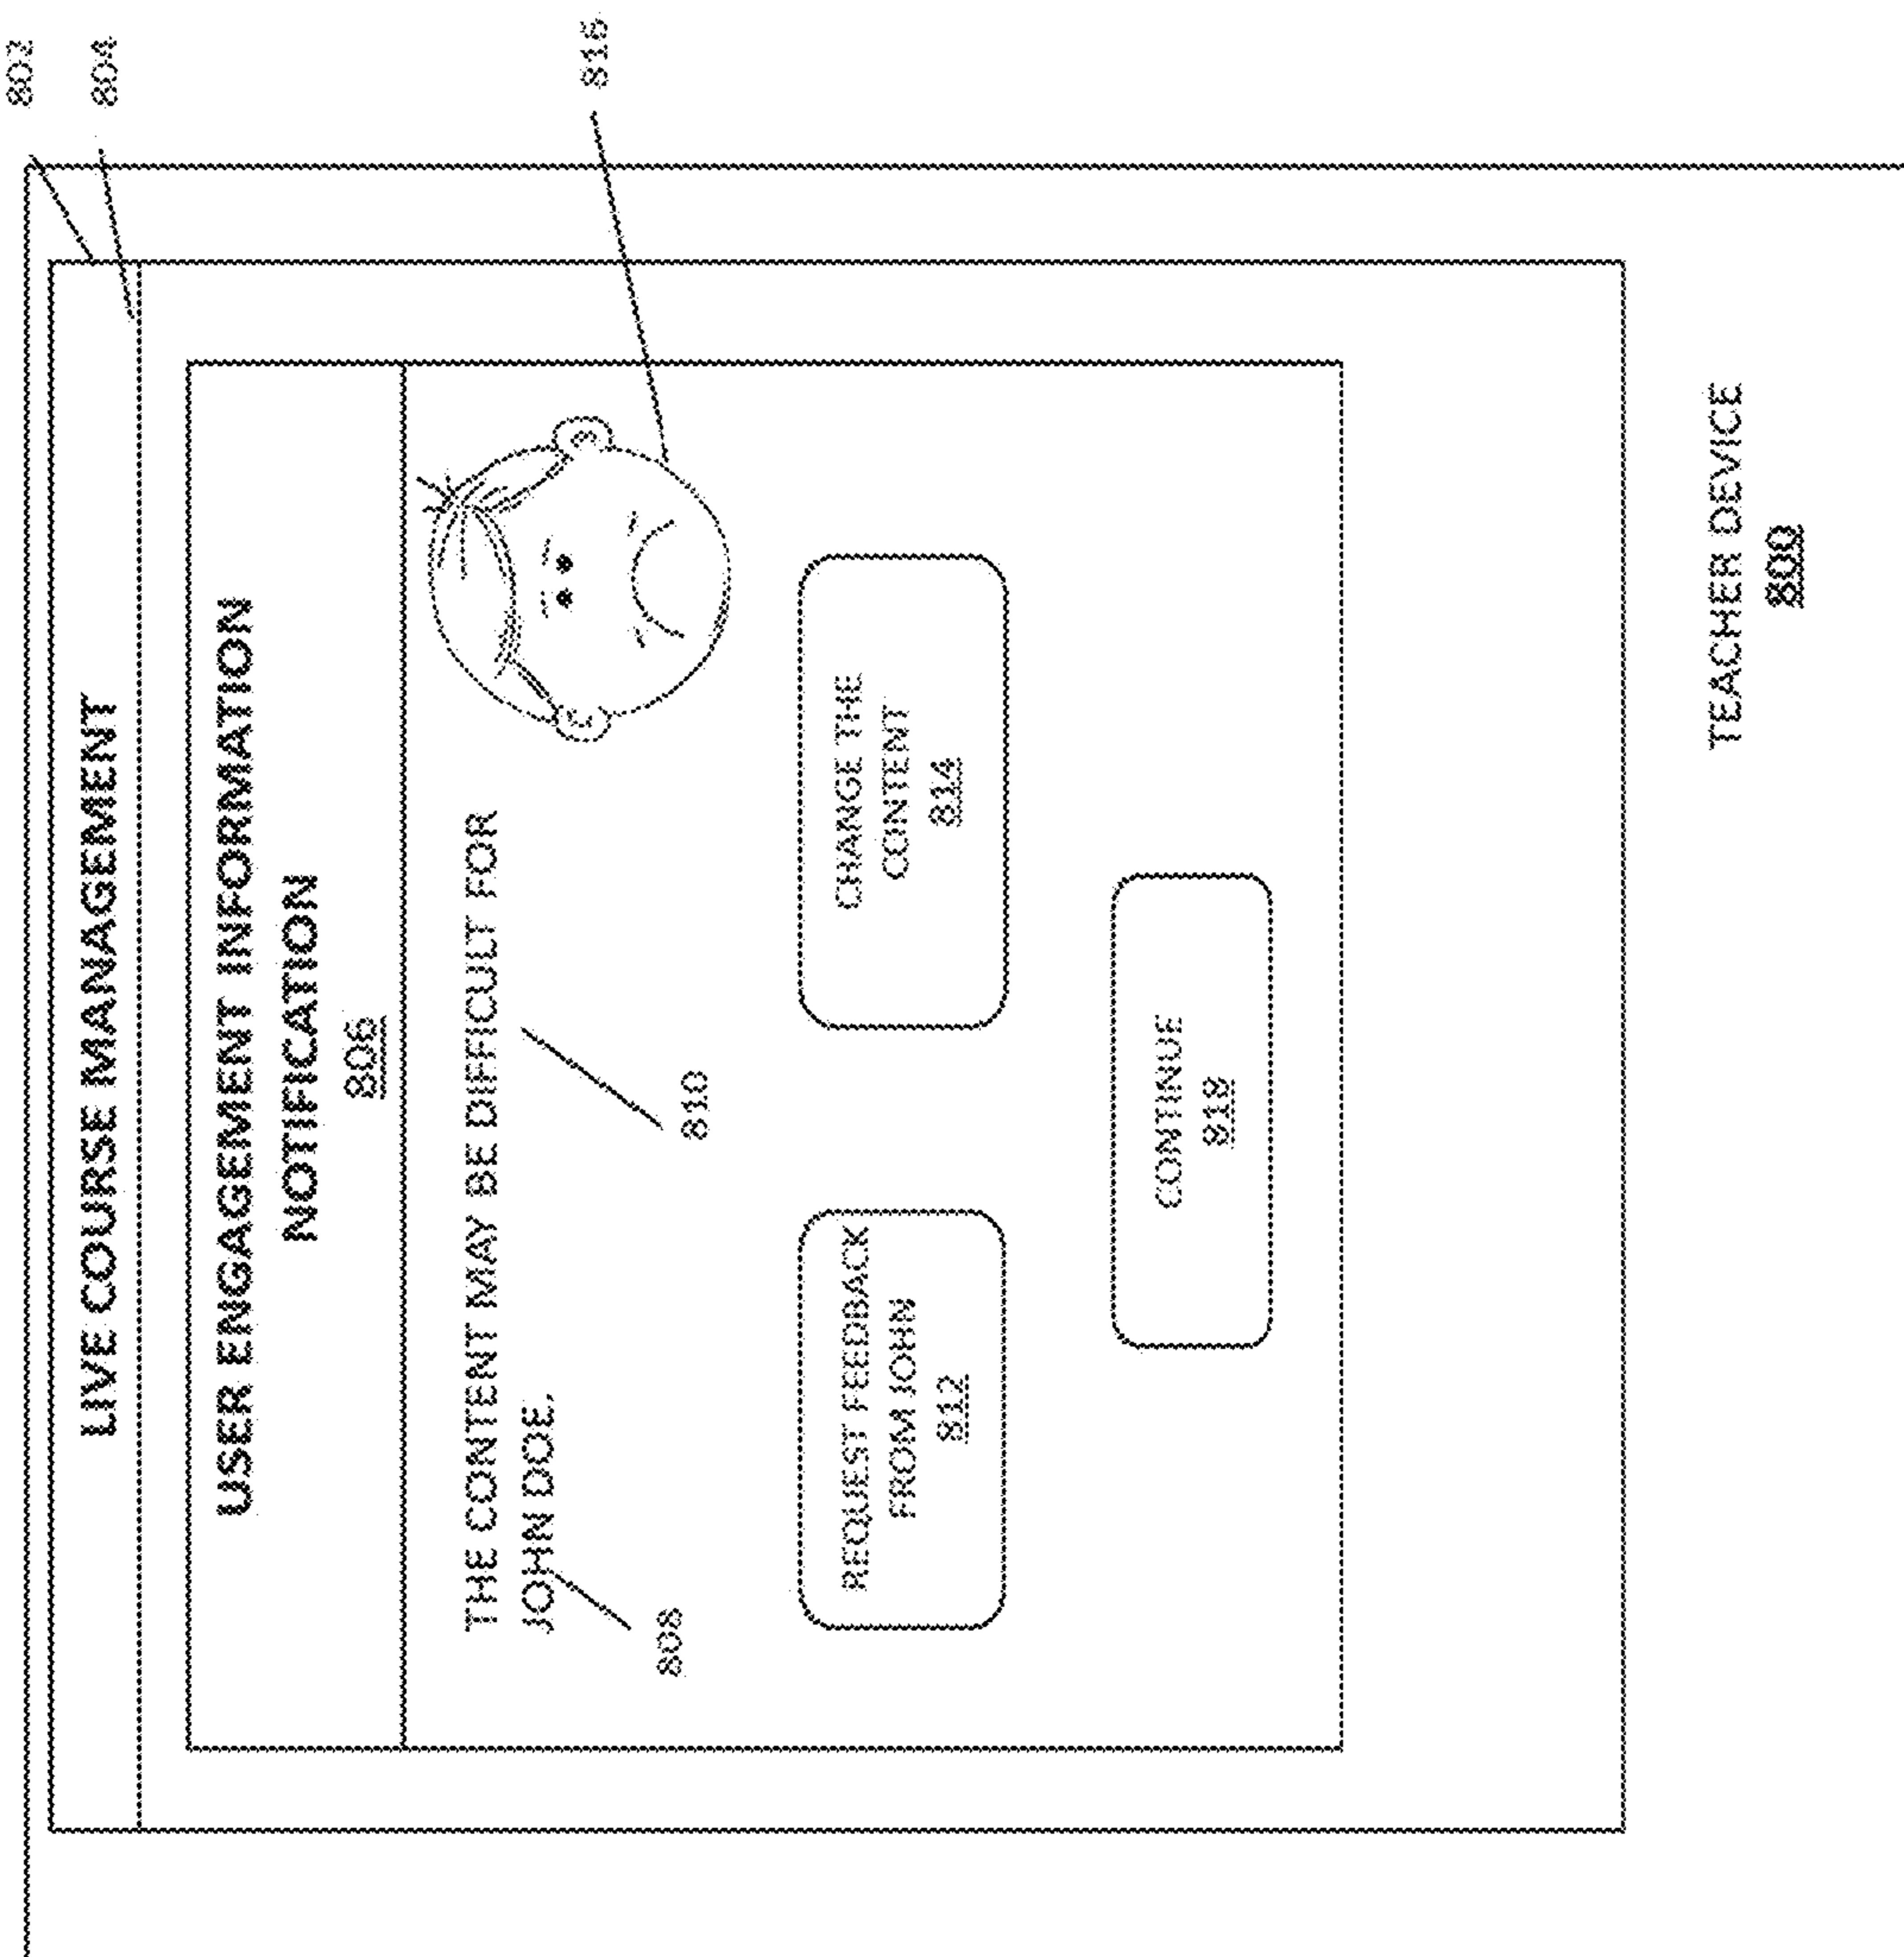 802
804
LIVE COURSE MANAGEMENT
USER ENGAGEMENT INFORMATION
NOTIFICATION
806
THE CONTENT MAY BE DIFFICULT FOR
JOHN DOE.
808
810
816
REQUEST FEEDBACK
FROM JOHN
812
CHANGE THE
CONTENT
814
CONTINUE
TEACHER DEVICE
800